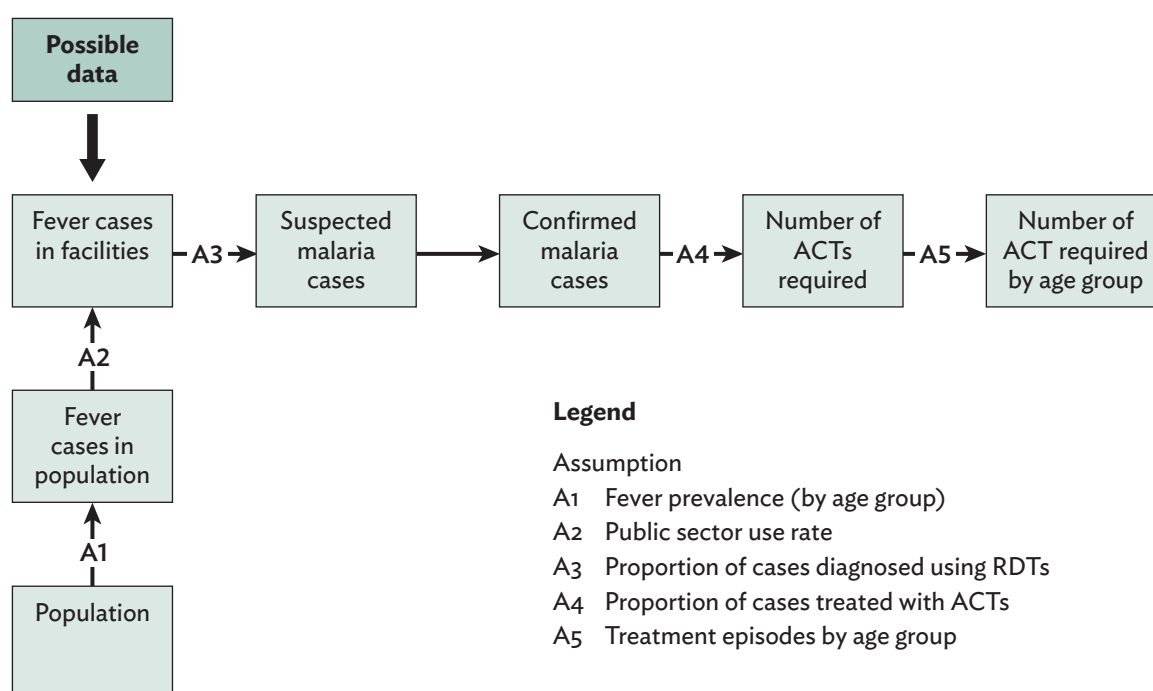 Possible
data
Fever cases
in facilities
A3
Suspected
malaria
cases
Confirmed
malaria
cases
A4
Number of
ACTs
required
A5
Number of
ACT required
by age group
A2
Fever
cases in
population
A1
Population
Legend
Assumption
A1 Fever prevalence (by age group)
A2 Public sector use rate
A3 Proportion of cases diagnosed using RDTs
A4 Proportion of cases treated with ACTs
A5 Treatment episodes by age group